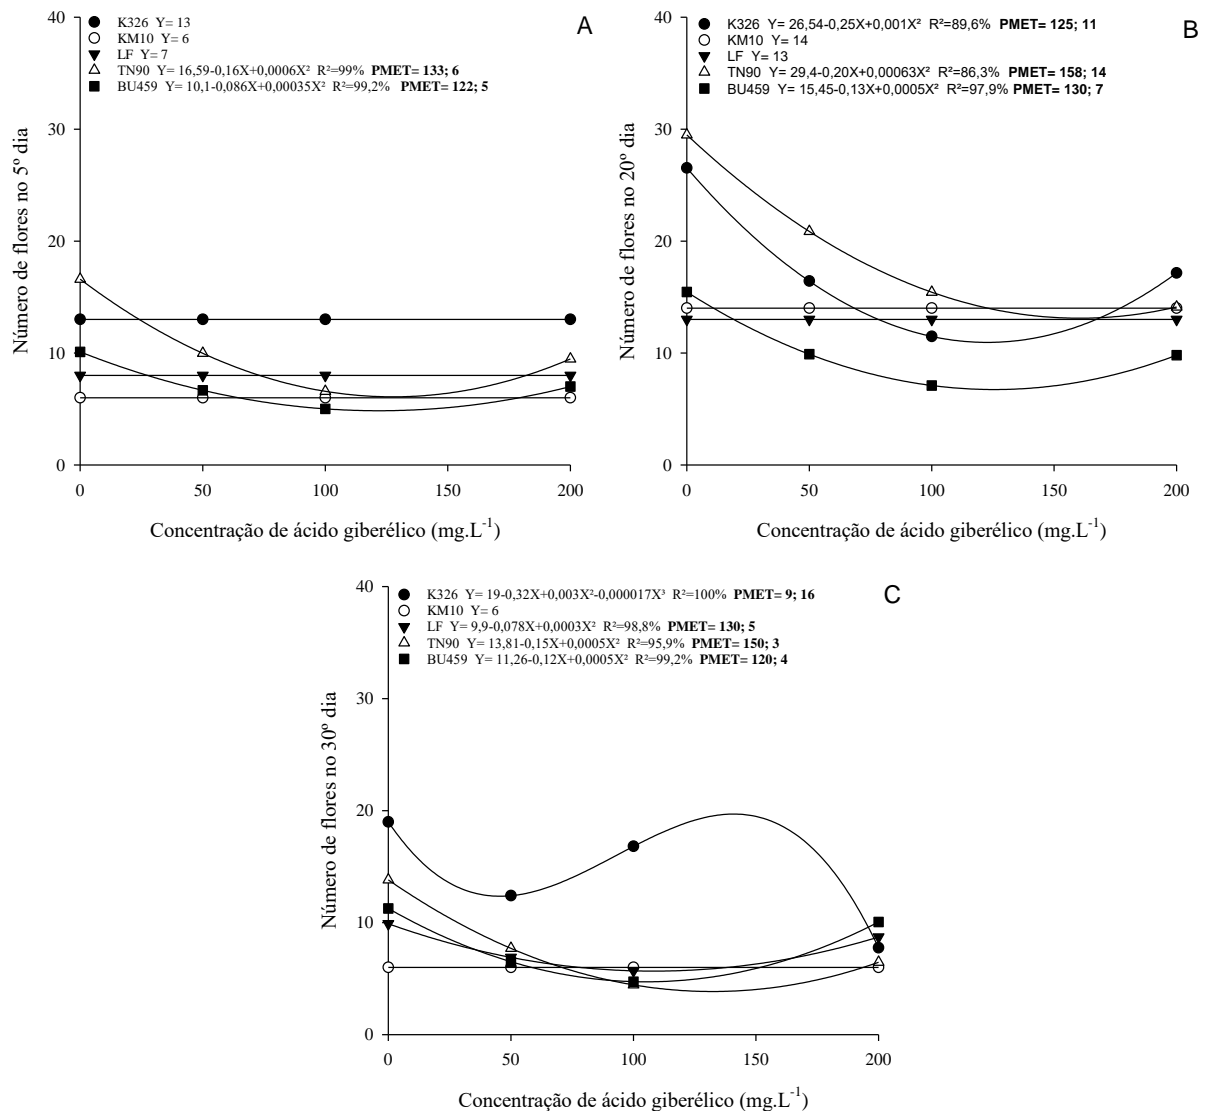 A
K326 Y= 13
KM10 Y= 6
LF Y= 7
TN90 Y= 16,59-0,16X+0,0006X² R²=99% PMET= 133; 6
BU459 Y= 10,1-0,086X+0,00035X² R²=99,2% PMET= 122; 5
Número de flores no 5º dia
40
30
20
10
0
0 50 100 150 200
Concentração de ácido giberélico (mg.L⁻¹)
B
K326 Y= 26,54-0,25X+0,001X² R²=89,6% PMET= 125; 11
KM10 Y= 14
LF Y= 13
TN90 Y= 29,4-0,20X+0,00063X² R²=86,3% PMET= 158; 14
BU459 Y= 15,45-0,13X+0,0005X² R²=97,9% PMET= 130; 7
Número de flores no 20º dia
40
30
20
10
0
0 50 100 150 200
Concentração de ácido giberélico (mg.L⁻¹)
C
K326 Y= 19-0,32X+0,003X²-0,000017X³ R²=100% PMET= 9; 16
KM10 Y= 6
LF Y= 9,9-0,078X+0,0003X² R²=98,8% PMET= 130; 5
TN90 Y= 13,81-0,15X+0,0005X² R²=95,9% PMET= 150; 3
BU459 Y= 11,26-0,12X+0,0005X² R²=99,2% PMET= 120; 4
Número de flores no 30º dia
40
30
20
10
0
0 50 100 150 200
Concentração de ácido giberélico (mg.L⁻¹)